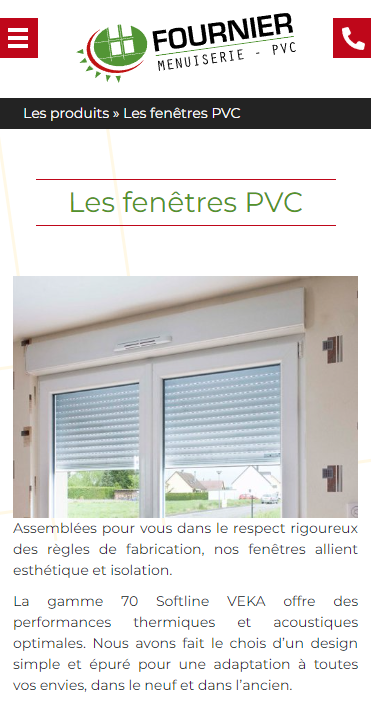 FOURNIER
MENUISERIE - PVC
Les produits » Les fenêtres PVC
Les fenêtres PVC
Assemblées pour vous dans le respect rigoureux
des règles de fabrication, nos fenêtres allient
esthétique et isolation.
La gamme 70 Softline VEKA offre des
performances thermiques et acoustiques
optimales. Nous avons fait le chois d'un design
simple et épuré pour une adaptation à toutes
vos envies, dans le neuf et dans l'ancien.